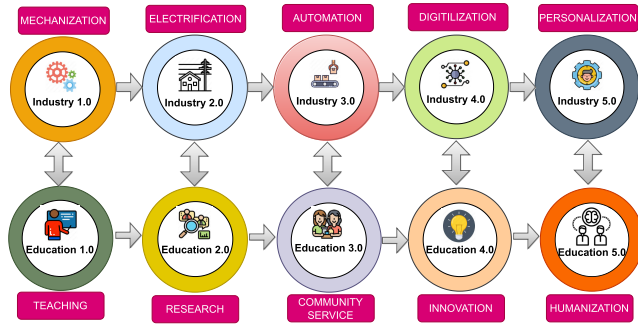 MECHANIZATION
ELECTRIFICATION
AUTOMATION
DIGITILIZATION
PERSONALIZATION
Industry 1.0
Industry 2.0
Industry 3.0
Industry 4.0
Industry 5.0
Education 1.0
Education 2.0
Education 3.0
Education 4.0
Education 5.0
TEACHING
RESEARCH
COMMUNITY
SERVICE
INNOVATION
HUMANIZATION